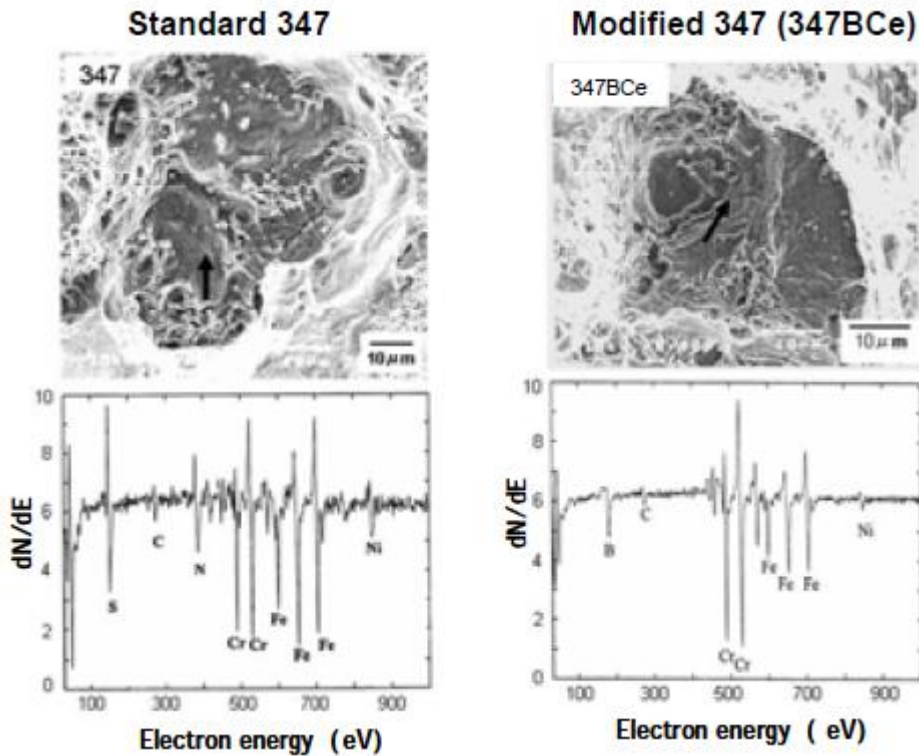 Standard 347
Modified 347 (347BCe)
347
347BCe
10μm
10μm
10
8
6
4
2
0
dN/dE
S
C
N
Cr
Cr
Fe
Fe
Fe
Ni
100 300 500 700 900
Electron energy ( eV)
10
8
6
4
2
0
dN/dE
B
C
Cr
Cr
Fe
Fe
Fe
Ni
100 300 500 700 900
Electron energy ( eV)